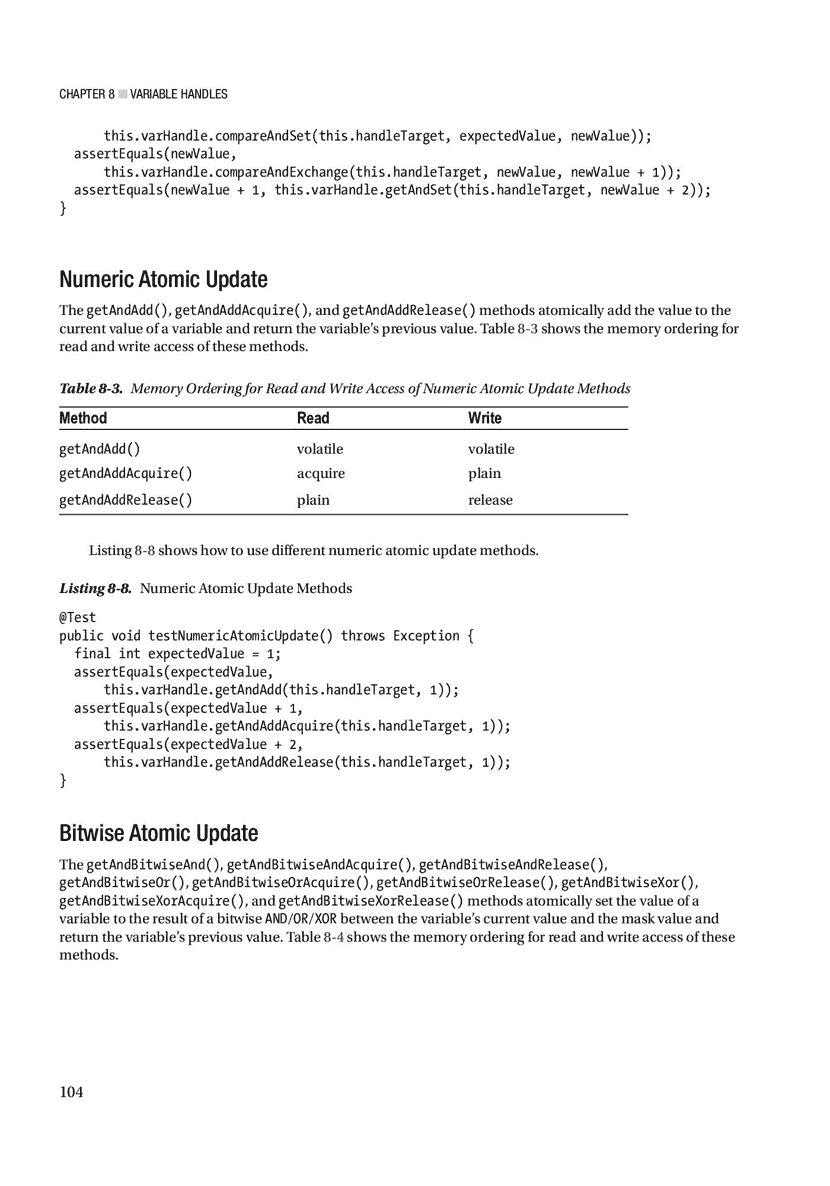 CHAPTER 8 ▒ VARIABLE HANDLES
this.varHandle.compareAndSet(this.handleTarget, expectedValue, newValue));
assertEquals(newValue,
this.varHandle.compareAndExchange(this.handleTarget, newValue, newValue + 1));
assertEquals(newValue + 1, this.varHandle.getAndSet(this.handleTarget, newValue + 2));
}
Numeric Atomic Update
The getAndAdd(), getAndAddAcquire(), and getAndAddRelease() methods atomically add the value to the
current value of a variable and return the variable’s previous value. Table 8-3 shows the memory ordering for
read and write access of these methods.
Table 8-3. Memory Ordering for Read and Write Access of Numeric Atomic Update Methods
Method Read Write
getAndAdd() volatile volatile
getAndAddAcquire() acquire plain
getAndAddRelease() plain release
Listing 8-8 shows how to use different numeric atomic update methods.
Listing 8-8. Numeric Atomic Update Methods
@Test
public void testNumericAtomicUpdate() throws Exception {
final int expectedValue = 1;
assertEquals(expectedValue,
this.varHandle.getAndAdd(this.handleTarget, 1));
assertEquals(expectedValue + 1,
this.varHandle.getAndAddAcquire(this.handleTarget, 1));
assertEquals(expectedValue + 2,
this.varHandle.getAndAddRelease(this.handleTarget, 1));
}
Bitwise Atomic Update
The getAndBitwiseAnd(), getAndBitwiseAndAcquire(), getAndBitwiseAndRelease(),
getAndBitwiseOr(), getAndBitwiseOrAcquire(), getAndBitwiseOrRelease(), getAndBitwiseXor(),
getAndBitwiseXorAcquire(), and getAndBitwiseXorRelease() methods atomically set the value of a
variable to the result of a bitwise AND/OR/XOR between the variable’s current value and the mask value and
return the variable’s previous value. Table 8-4 shows the memory ordering for read and write access of these
methods.
104